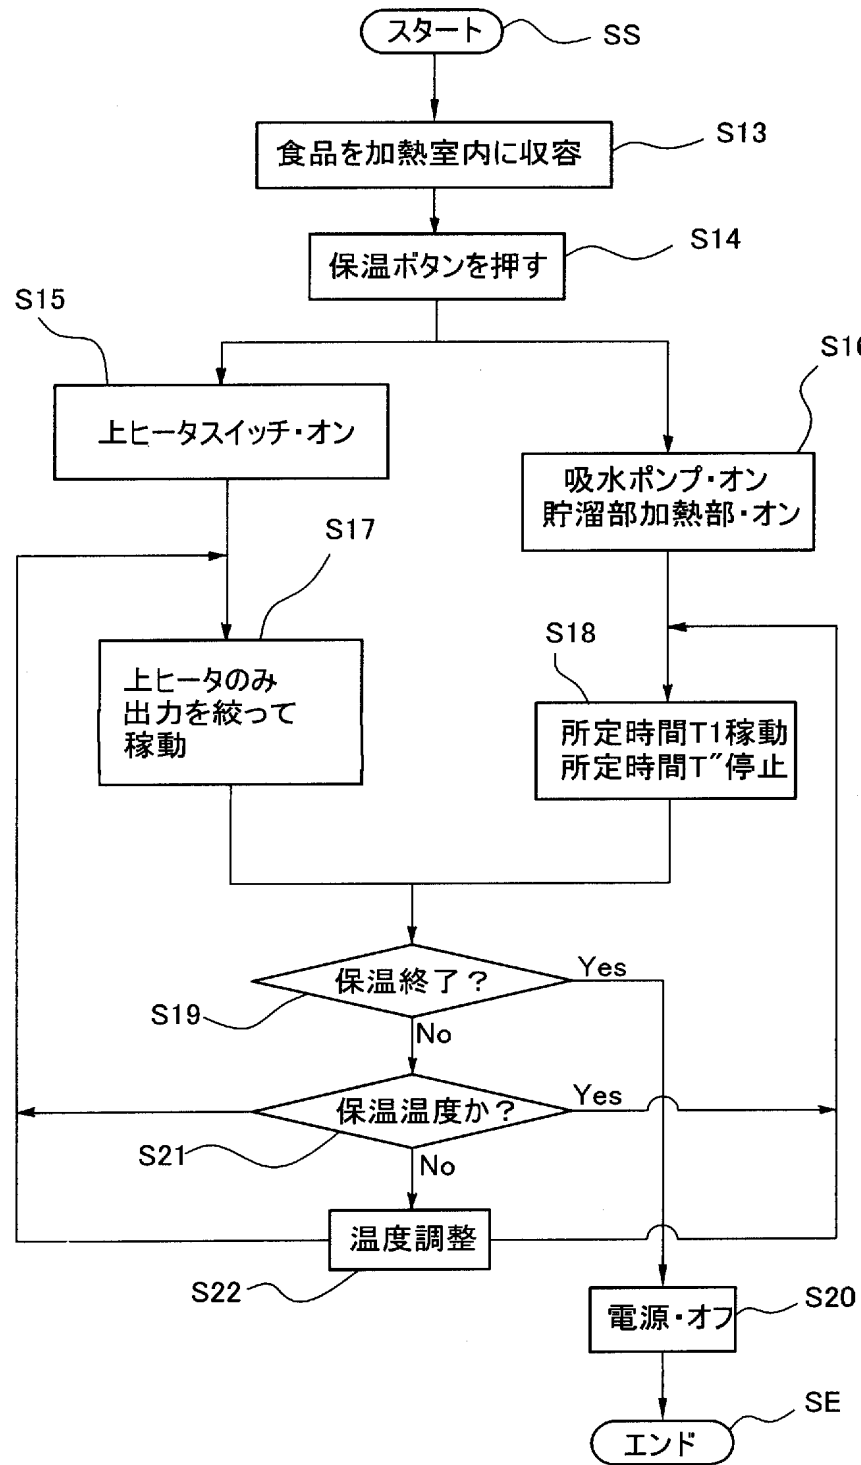 スタート
SS
食品を加熱室内に収容
S13
保温ボタンを押す
S14
S15
上ヒータスイッチ・オン
S16
吸水ポンプ・オン
貯溜部加熱部・オン
S17
上ヒータのみ
出力を絞って
稼動
S18
所定時間T1稼動
所定時間T″停止
保温終了?
Yes
S19
No
保温温度か?
Yes
S21
No
温度調整
S22
電源・オフ
S20
エンド
SE